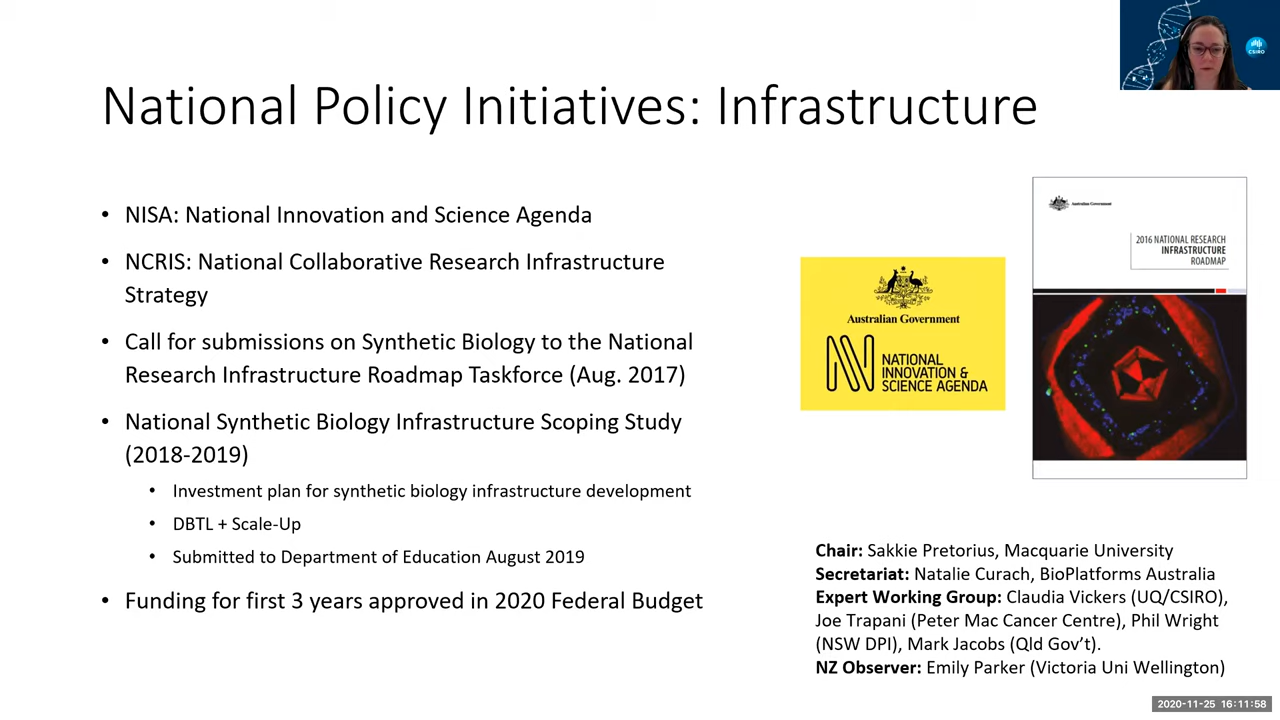 CSIRO
National Policy Initiatives: Infrastructure
• NISA: National Innovation and Science Agenda
• NCRIS: National Collaborative Research Infrastructure
Strategy
• Call for submissions on Synthetic Biology to the National
Research Infrastructure Roadmap Taskforce (Aug. 2017)
• National Synthetic Biology Infrastructure Scoping Study
(2018-2019)
• Investment plan for synthetic biology infrastructure development
• DBTL + Scale-Up
• Submitted to Department of Education August 2019
• Funding for first 3 years approved in 2020 Federal Budget
Australian Government
NATIONAL
INNOVATION &
SCIENCE AGENDA
Australian Government
2016 NATIONAL RESEARCH
INFRASTRUCTURE
ROADMAP
Chair: Sakkie Pretorius, Macquarie University
Secretariat: Natalie Curach, BioPlatforms Australia
Expert Working Group: Claudia Vickers (UQ/CSIRO),
Joe Trapani (Peter Mac Cancer Centre), Phil Wright
(NSW DPI), Mark Jacobs (Qld Gov’t).
NZ Observer: Emily Parker (Victoria Uni Wellington)
2020-11-25 16:11:58